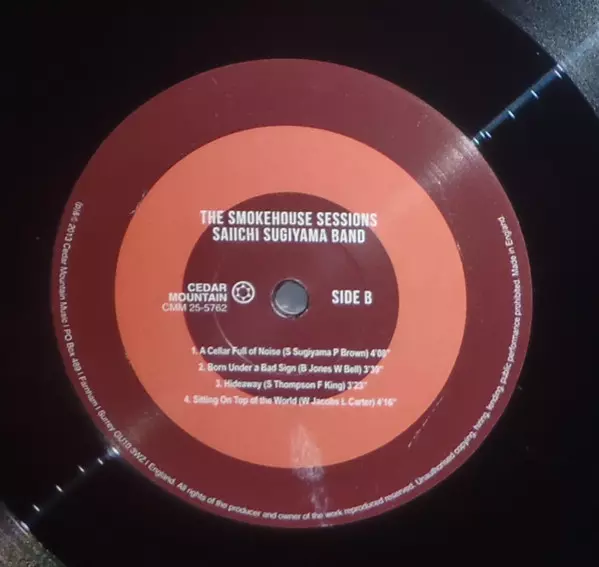 THE SMOKEHOUSE SESSIONS
SAIICHI SUGIYAMA BAND
CEDAR
MOUNTAIN
CMM 25-5762
SIDE B
1. A Cellar Full of Noise (S Sugiyama P Brown) 4'08"
2. Born Under a Bad Sign (B Jones W Bell) 3'36"
3. Hideaway (S Thompson F King) 3'23"
4. Sitting On Top of the World (W Jacobs L Carter) 4'16"
(p)&© 2013 Cedar Mountain Music I PO Box 489 I Farnham I Surrey GU10 5WZ I England. All rights of the producer and owner of the work reproduced reserved. Unauthorised copying, hiring, lending, public performance prohibited. Made in England.